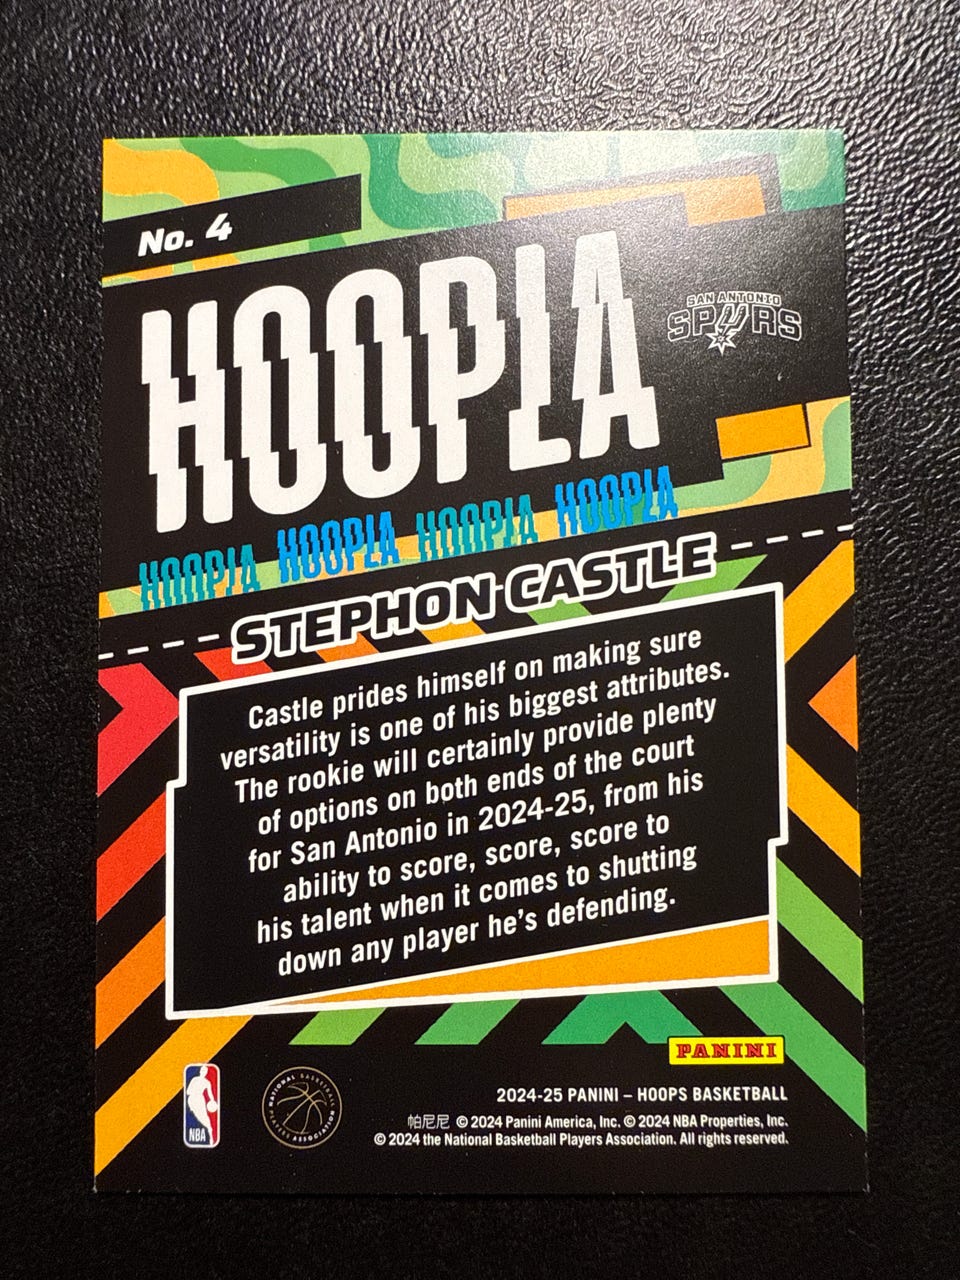 No. 4
HOOPLA
SAN ANTONIO
SPURS
HOOPLA HOOPLA HOOPLA HOOPLA
STEPHON CASTLE
Castle prides himself on making sure
versatility is one of his biggest attributes.
The rookie will certainly provide plenty
of options on both ends of the court
for San Antonio in 2024-25, from his
ability to score, score, score to
his talent when it comes to shutting
down any player he's defending.
PANINI
NBA
NATIONAL BASKETBALL
PLAYERS ASSOCIATION
2024-25 PANINI – HOOPS BASKETBALL
帕尼尼 © 2024 Panini America, Inc. © 2024 NBA Properties, Inc.
© 2024 the National Basketball Players Association. All rights reserved.